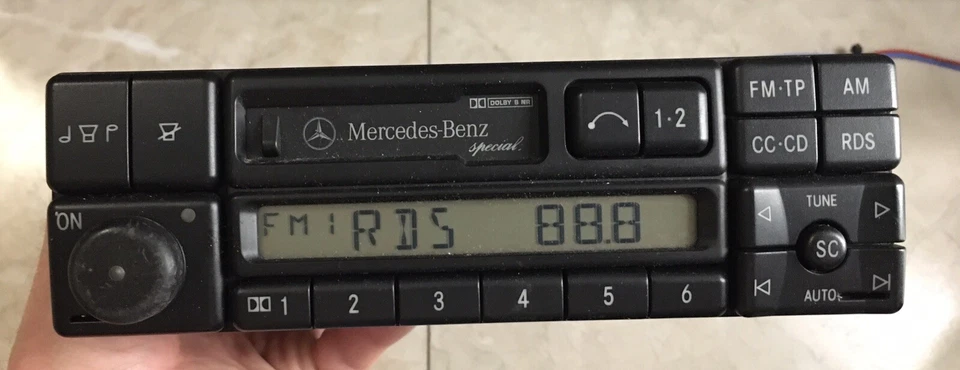 DOLBY B NR
Mercedes-Benz
special.
1·2
FM·TP
AM
CC·CD
RDS
ON
FM1 RDS 88.8
TUNE
SC
AUTO
1 2 3 4 5 6